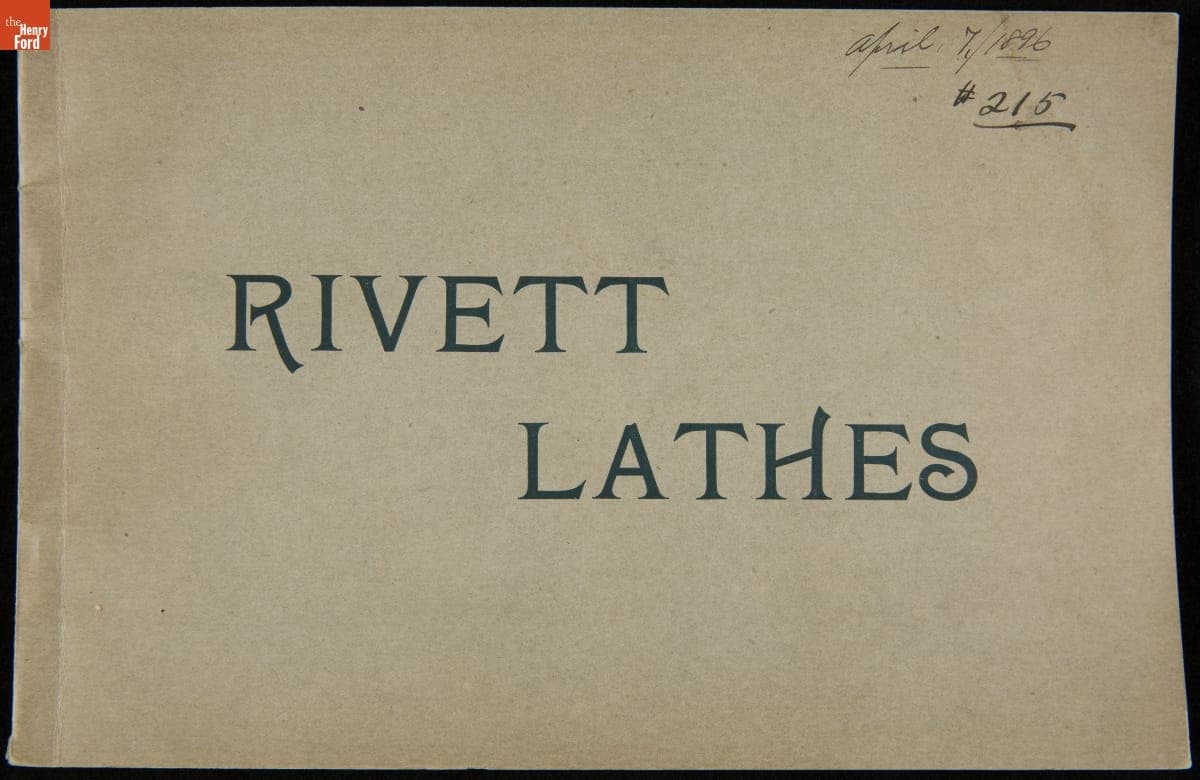 the
Henry
Ford
april 7/1896
#215
RIVETT
LATHES